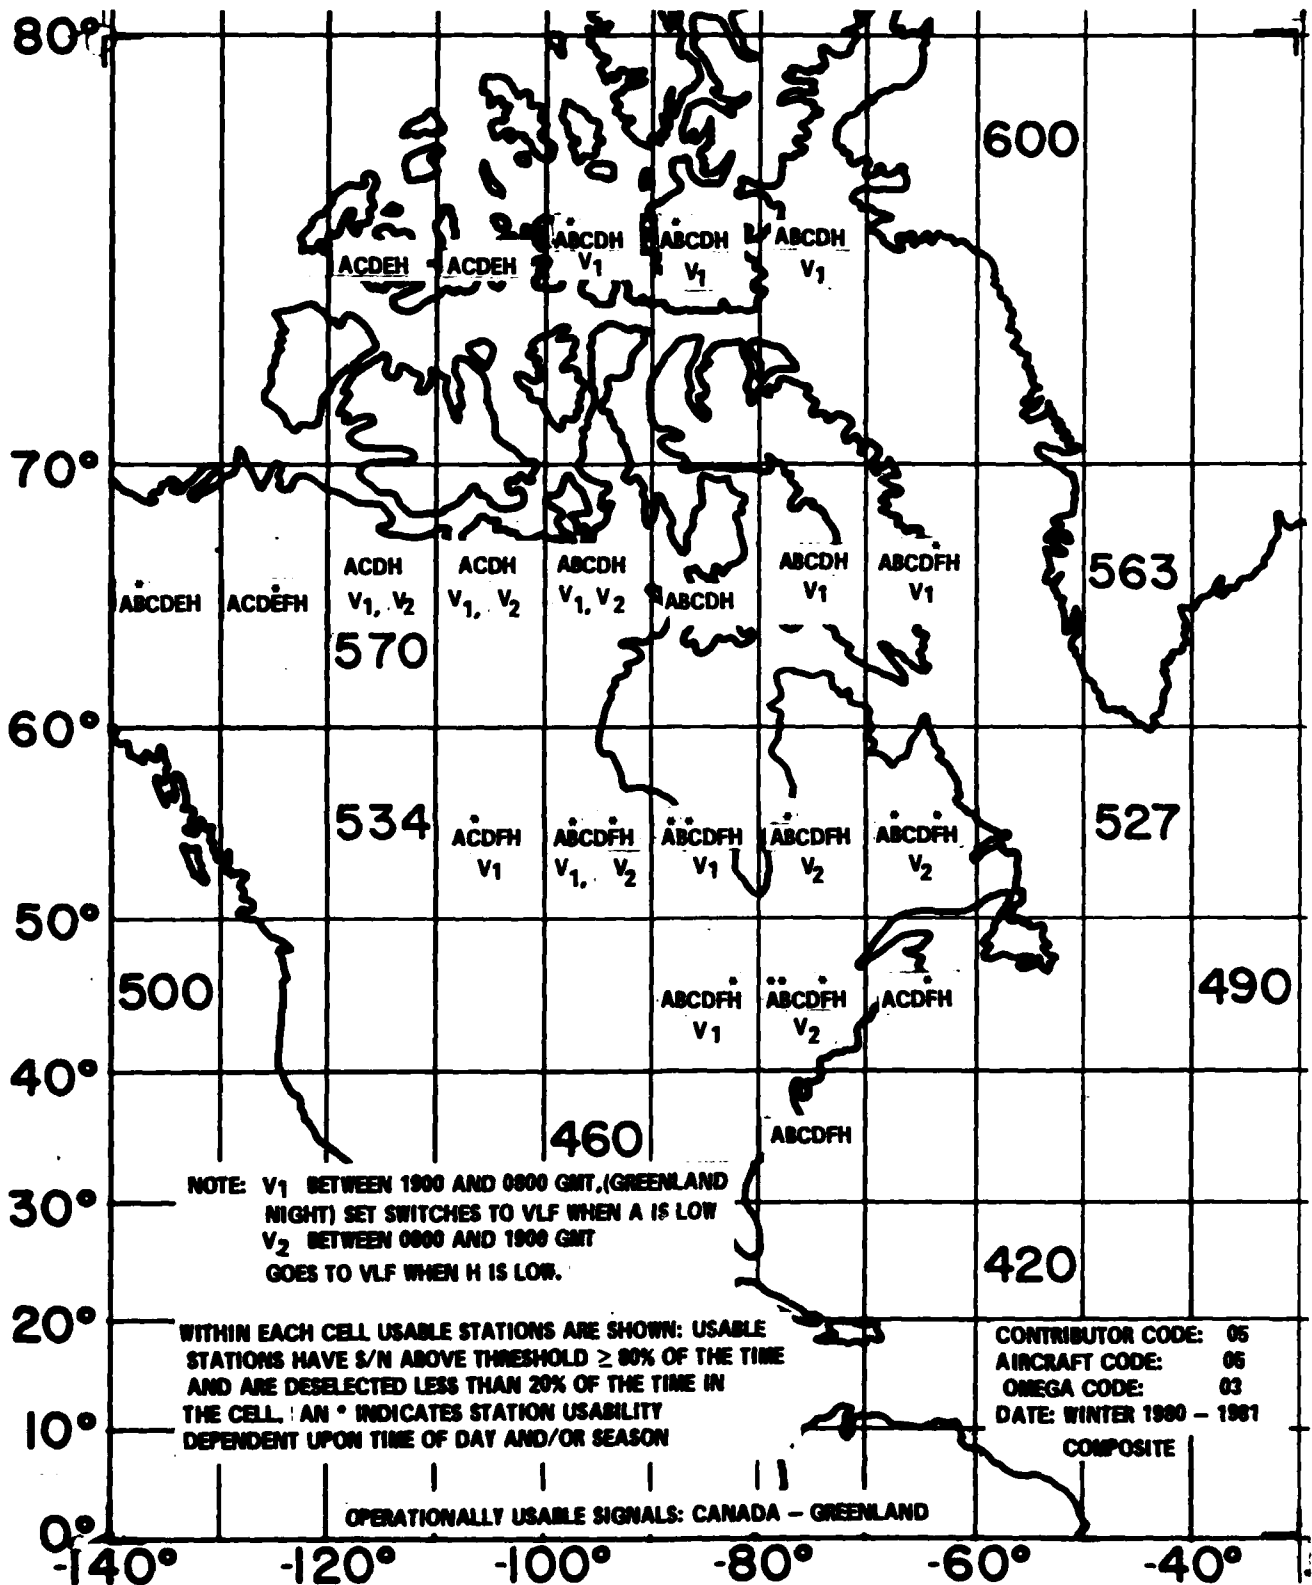 80°
600
*
ABCDH
V1
*
ABCDH
V1
ABCDH
V1
ACDEH
ACDEH
70°
563
ACDH
V1, V2
ACDH
V1, V2
ABCDH
V1, V2
ABCDH
V1
*
ABCDFH
V1
*
ABCDEH
*
ACDEFH
ABCDH
570
60°
534
527
*
ACDFH
V1
* *
ABCDFH
V1, V2
* *
ABCDFH
V1
*
ABCDFH
V2
* *
ABCDFH
V2
50°
500
490
*
ABCDFH
V1
** *
ABCDFH
V2
*
ACDFH
40°
460
ABCDFH
NOTE: V1 BETWEEN 1900 AND 0800 GMT, (GREENLAND
NIGHT) SET SWITCHES TO VLF WHEN A IS LOW
30°
V2 BETWEEN 0800 AND 1900 GMT
GOES TO VLF WHEN H IS LOW.
420
20°
WITHIN EACH CELL USABLE STATIONS ARE SHOWN: USABLE
STATIONS HAVE S/N ABOVE THRESHOLD ≥ 80% OF THE TIME
AND ARE DESELECTED LESS THAN 20% OF THE TIME IN
THE CELL. AN * INDICATES STATION USABILITY
DEPENDENT UPON TIME OF DAY AND/OR SEASON
CONTRIBUTOR CODE: 05
AIRCRAFT CODE: 06
OMEGA CODE: 03
DATE: WINTER 1980 – 1981
COMPOSITE
10°
OPERATIONALLY USABLE SIGNALS: CANADA – GREENLAND
0°
-140° -120° -100° -80° -60° -40°